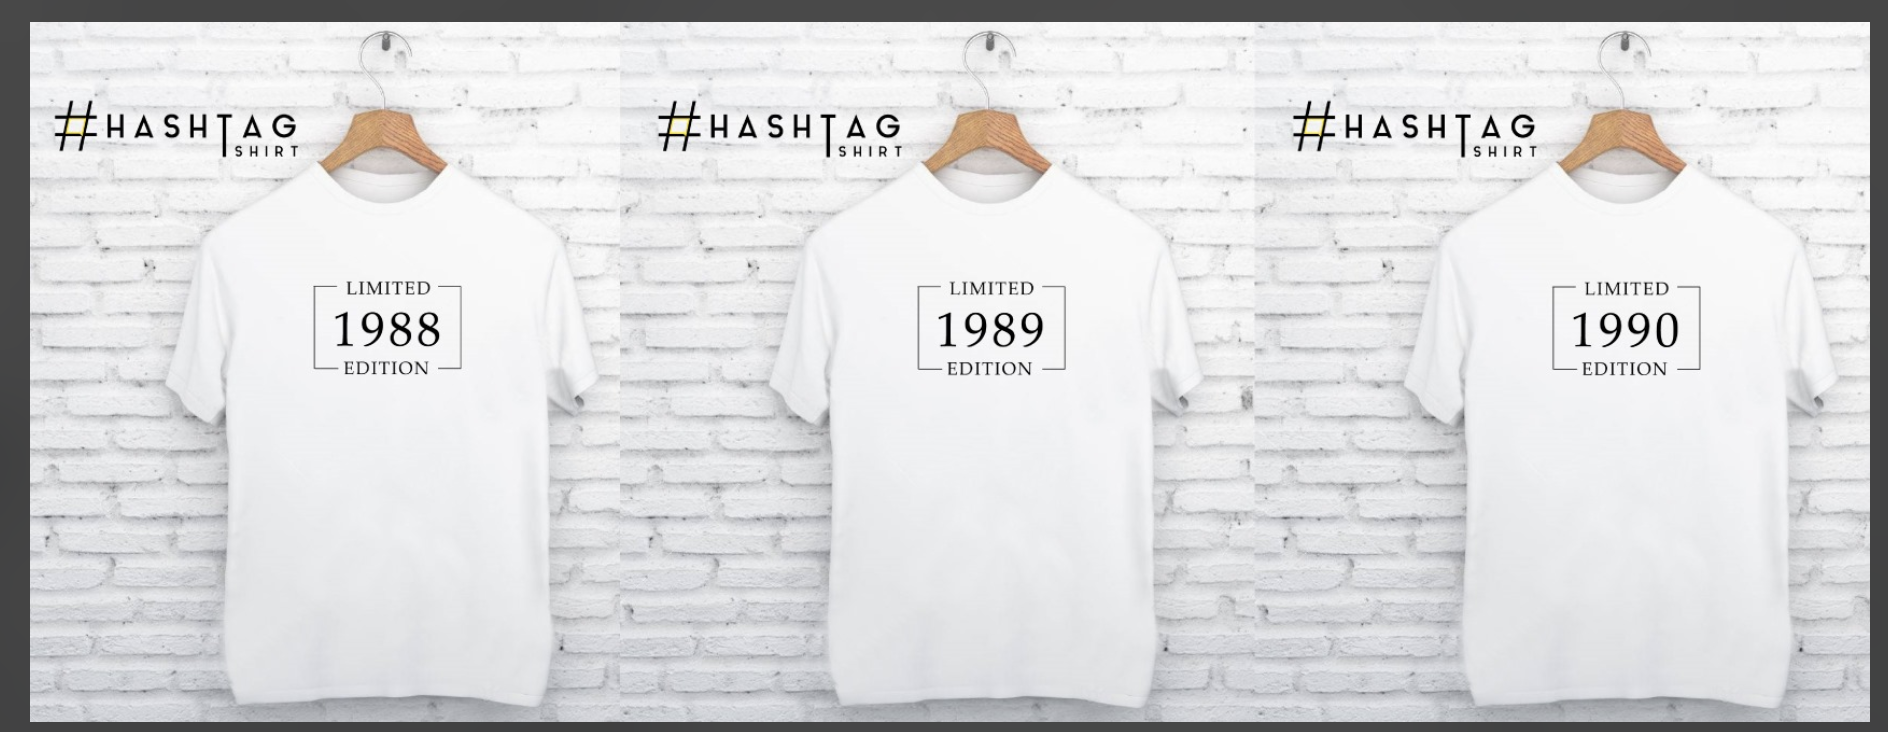 #HASHTAG
SHIRT
LIMITED
1988
EDITION
#HASHTAG
SHIRT
LIMITED
1989
EDITION
#HASHTAG
SHIRT
LIMITED
1990
EDITION